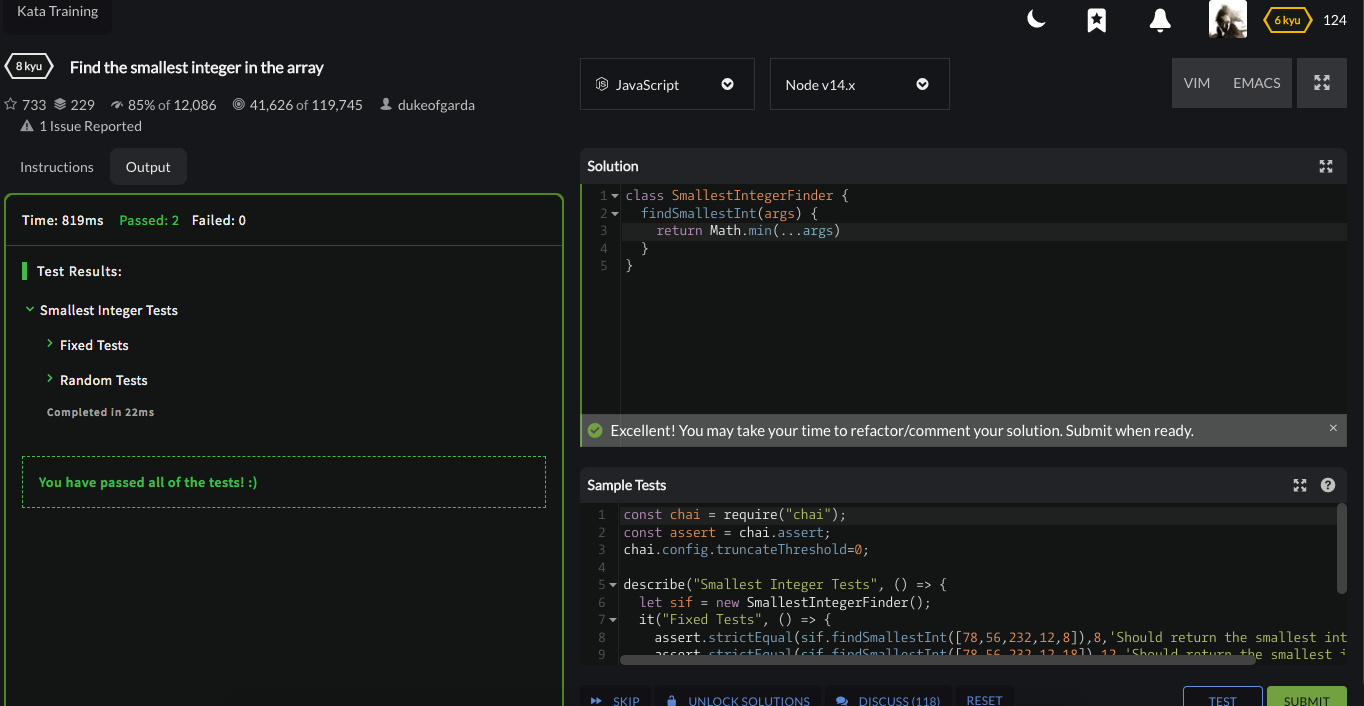 Kata Training
6 kyu 124
8 kyu Find the smallest integer in the array
733 229 85% of 12,086 41,626 of 119,745 dukeofgarda
1 Issue Reported
JavaScript
Node v14.x
VIM EMACS
Instructions Output
Time: 819ms Passed: 2 Failed: 0
Test Results:
Smallest Integer Tests
Fixed Tests
Random Tests
Completed in 22ms
You have passed all of the tests! :)
Solution
1 class SmallestIntegerFinder {
2 findSmallestInt(args) {
3 return Math.min(...args)
4 }
5 }
Excellent! You may take your time to refactor/comment your solution. Submit when ready.
Sample Tests
1 const chai = require("chai");
2 const assert = chai.assert;
3 chai.config.truncateThreshold=0;
4
5 describe("Smallest Integer Tests", () => {
6 let sif = new SmallestIntegerFinder();
7 it("Fixed Tests", () => {
8 assert.strictEqual(sif.findSmallestInt([78,56,232,12,8]),8,'Should return the smallest int
9 assert.strictEqual(sif.findSmallestInt([78,56,232,12,18]),12,'Should return the smallest i
SKIP UNLOCK SOLUTIONS DISCUSS (118) RESET TEST SUBMIT